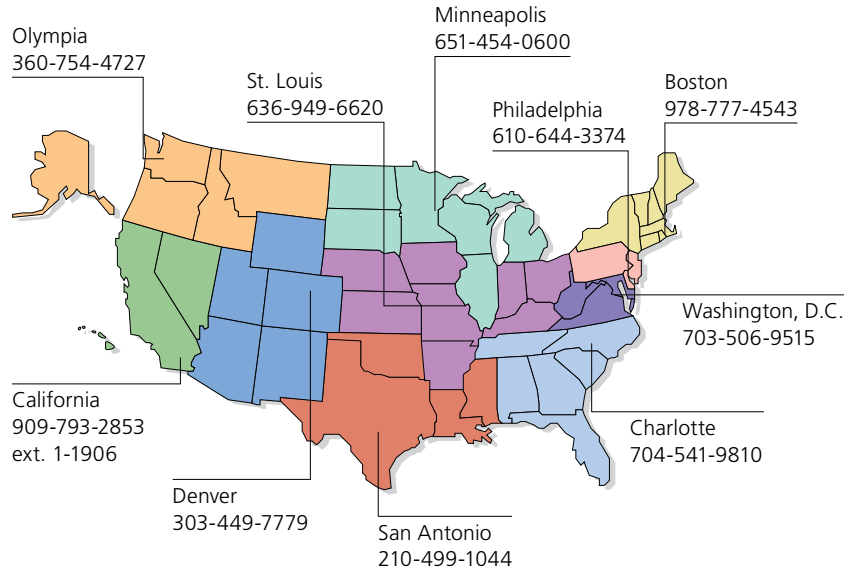 Minneapolis
651-454-0600
Olympia
360-754-4727
St. Louis
636-949-6620
Philadelphia
610-644-3374
Boston
978-777-4543
Washington, D.C.
703-506-9515
California
909-793-2853
ext. 1-1906
Charlotte
704-541-9810
Denver
303-449-7779
San Antonio
210-499-1044